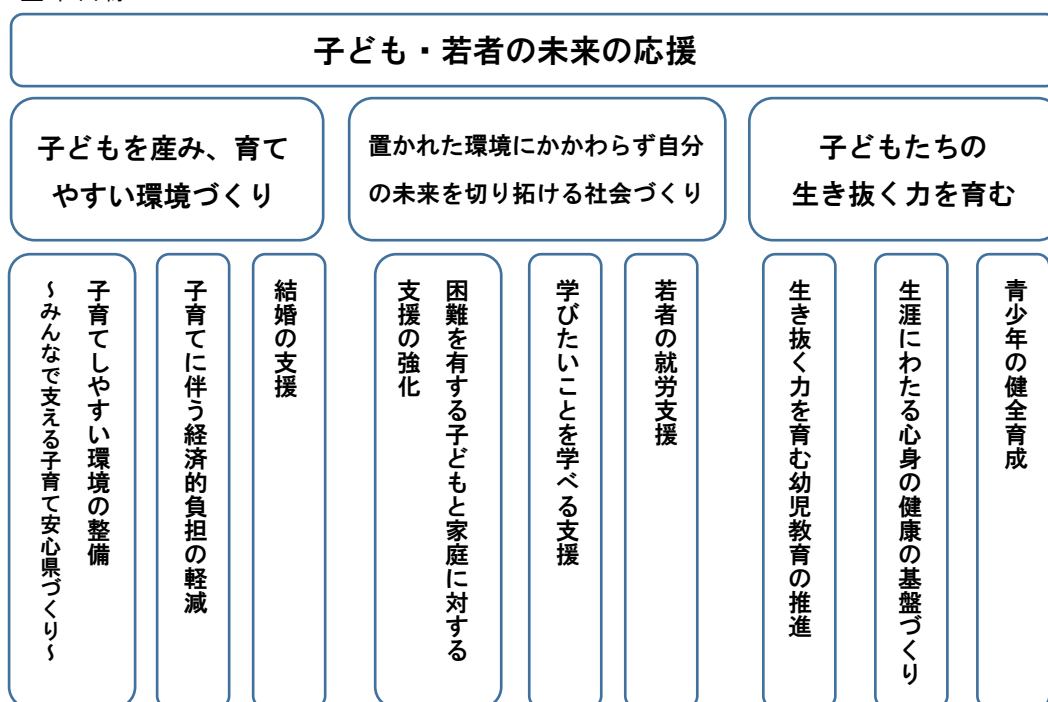 子ども・若者の未来の応援
子どもを産み、育て
やすい環境づくり
置かれた環境にかかわらず自分
の未来を切り拓ける社会づくり
子どもたちの
生き抜く力を育む
子育てしやすい環境の整備
~みんなで支える子育て安心県づくり~
子育てに伴う経済的負担の軽減
結婚の支援
困難を有する子どもと家庭に対する
支援の強化
学びたいことを学べる支援
若者の就労支援
生き抜く力を育む幼児教育の推進
生涯にわたる心身の健康の基盤づくり
青少年の健全育成